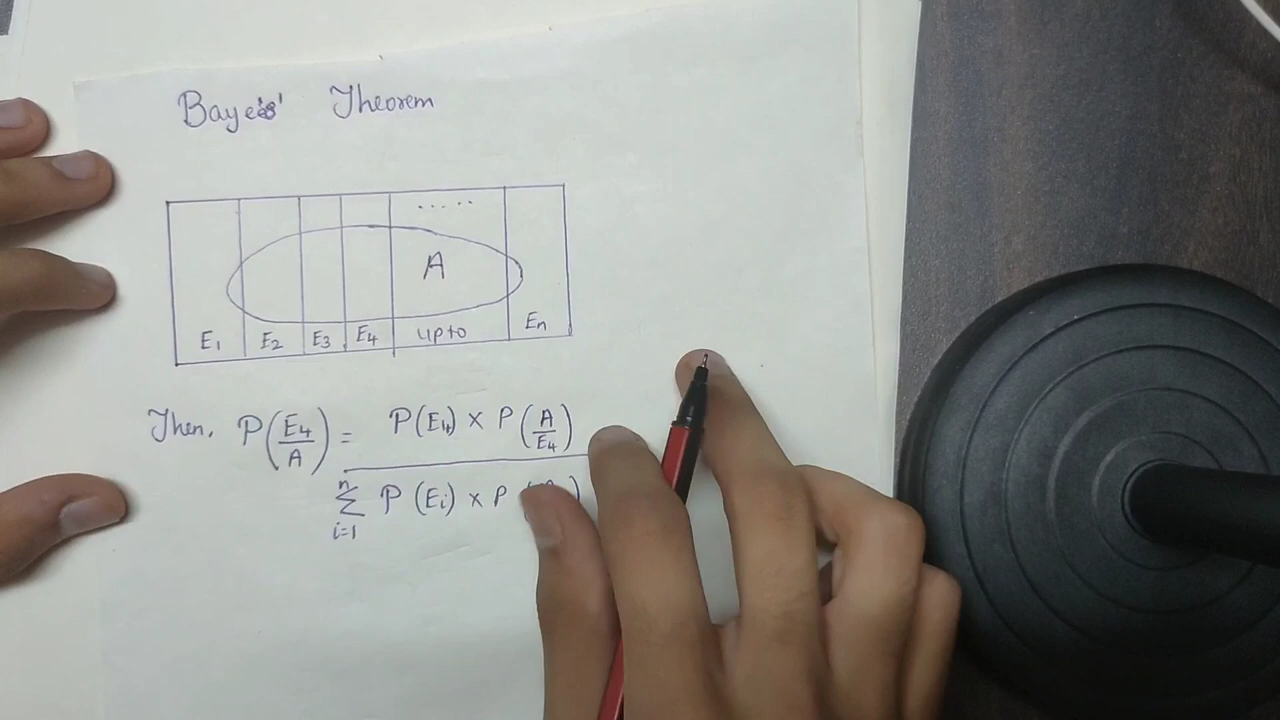 Bayes' Theorem
.....
A
E1 E2 E3 E4 upto En
Then, P(E4/A) = P(E4) × P(A/E4)
n
Σ P(Ei) × P
i=1